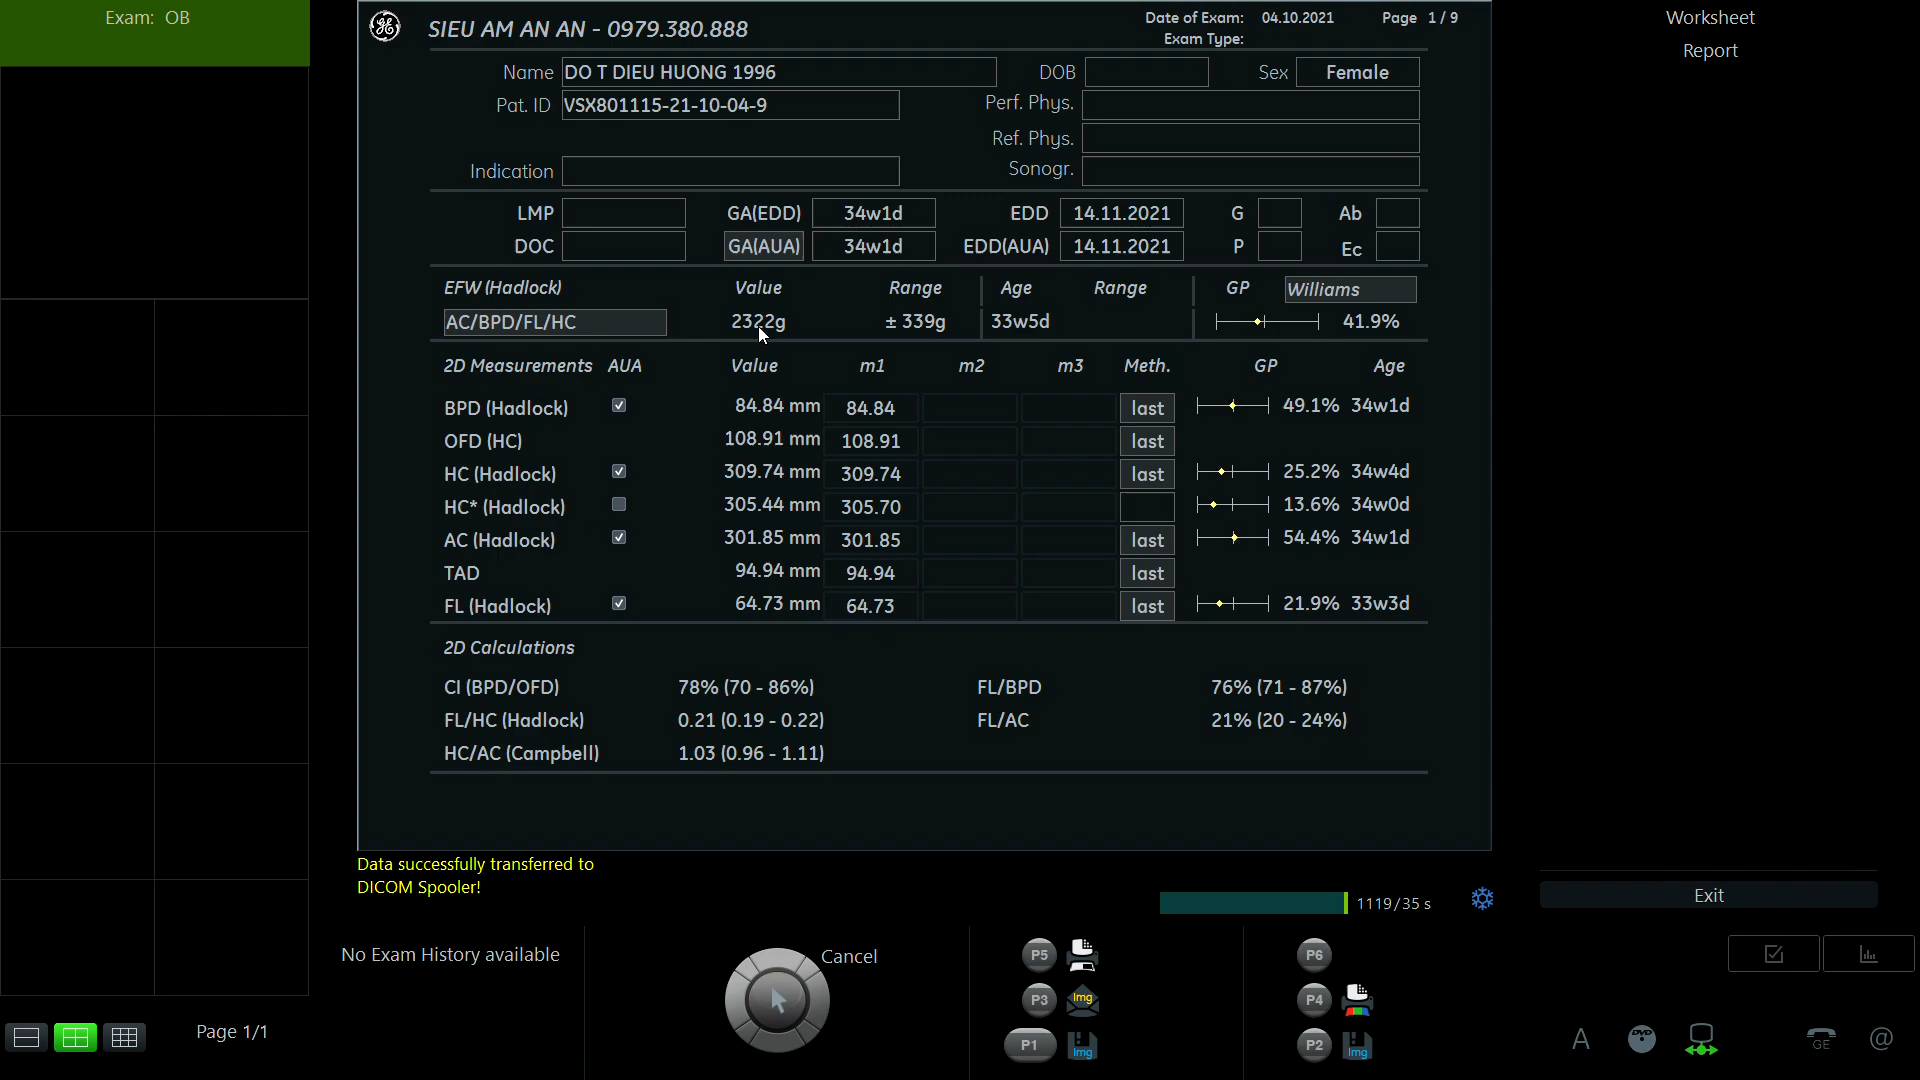 Exam: OB
SIEU AM AN AN - 0979.380.888
Date of Exam: 04.10.2021 Page 1 / 9
Exam Type:
Worksheet
Report
Name DO T DIEU HUONG 1996 DOB Sex Female
Pat. ID VSX801115-21-10-04-9 Perf. Phys.
Ref. Phys.
Indication Sonogr.
LMP GA(EDD) 34w1d EDD 14.11.2021 G Ab
DOC GA(AUA) 34w1d EDD(AUA) 14.11.2021 P Ec
EFW (Hadlock) Value Range Age Range GP Williams
AC/BPD/FL/HC 2322g ± 339g 33w5d 41.9%
2D Measurements AUA Value m1 m2 m3 Meth. GP Age
BPD (Hadlock) 84.84 mm 84.84 last 49.1% 34w1d
OFD (HC) 108.91 mm 108.91 last
HC (Hadlock) 309.74 mm 309.74 last 25.2% 34w4d
HC* (Hadlock) 305.44 mm 305.70 13.6% 34w0d
AC (Hadlock) 301.85 mm 301.85 last 54.4% 34w1d
TAD 94.94 mm 94.94 last
FL (Hadlock) 64.73 mm 64.73 last 21.9% 33w3d
2D Calculations
CI (BPD/OFD) 78% (70 - 86%) FL/BPD 76% (71 - 87%)
FL/HC (Hadlock) 0.21 (0.19 - 0.22) FL/AC 21% (20 - 24%)
HC/AC (Campbell) 1.03 (0.96 - 1.11)
Data successfully transferred to
DICOM Spooler!
1119/35 s
Exit
No Exam History available
Cancel
P5 P6
P3 Img P4
P1 Img P2 Img
Page 1/1
A DVD GE @